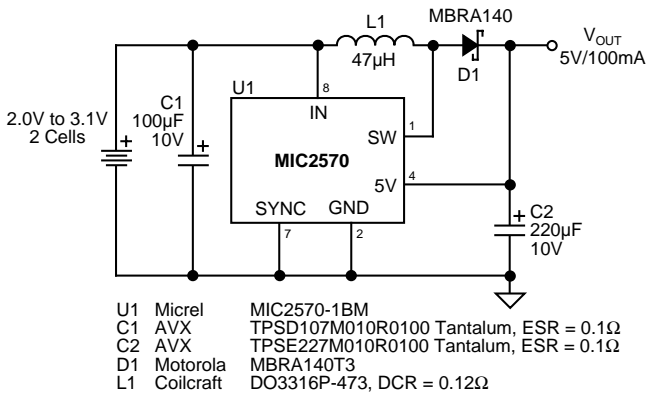 MBRA140
L1
47µH
D1
VOUT
5V/100mA
U1
8
IN
2.0V to 3.1V
2 Cells
+
C1
100µF
10V
+
SW
1
MIC2570
5V
4
SYNC
GND
7
2
+
C2
220µF
10V
U1 Micrel MIC2570-1BM
C1 AVX TPSD107M010R0100 Tantalum, ESR = 0.1Ω
C2 AVX TPSE227M010R0100 Tantalum, ESR = 0.1Ω
D1 Motorola MBRA140T3
L1 Coilcraft DO3316P-473, DCR = 0.12Ω